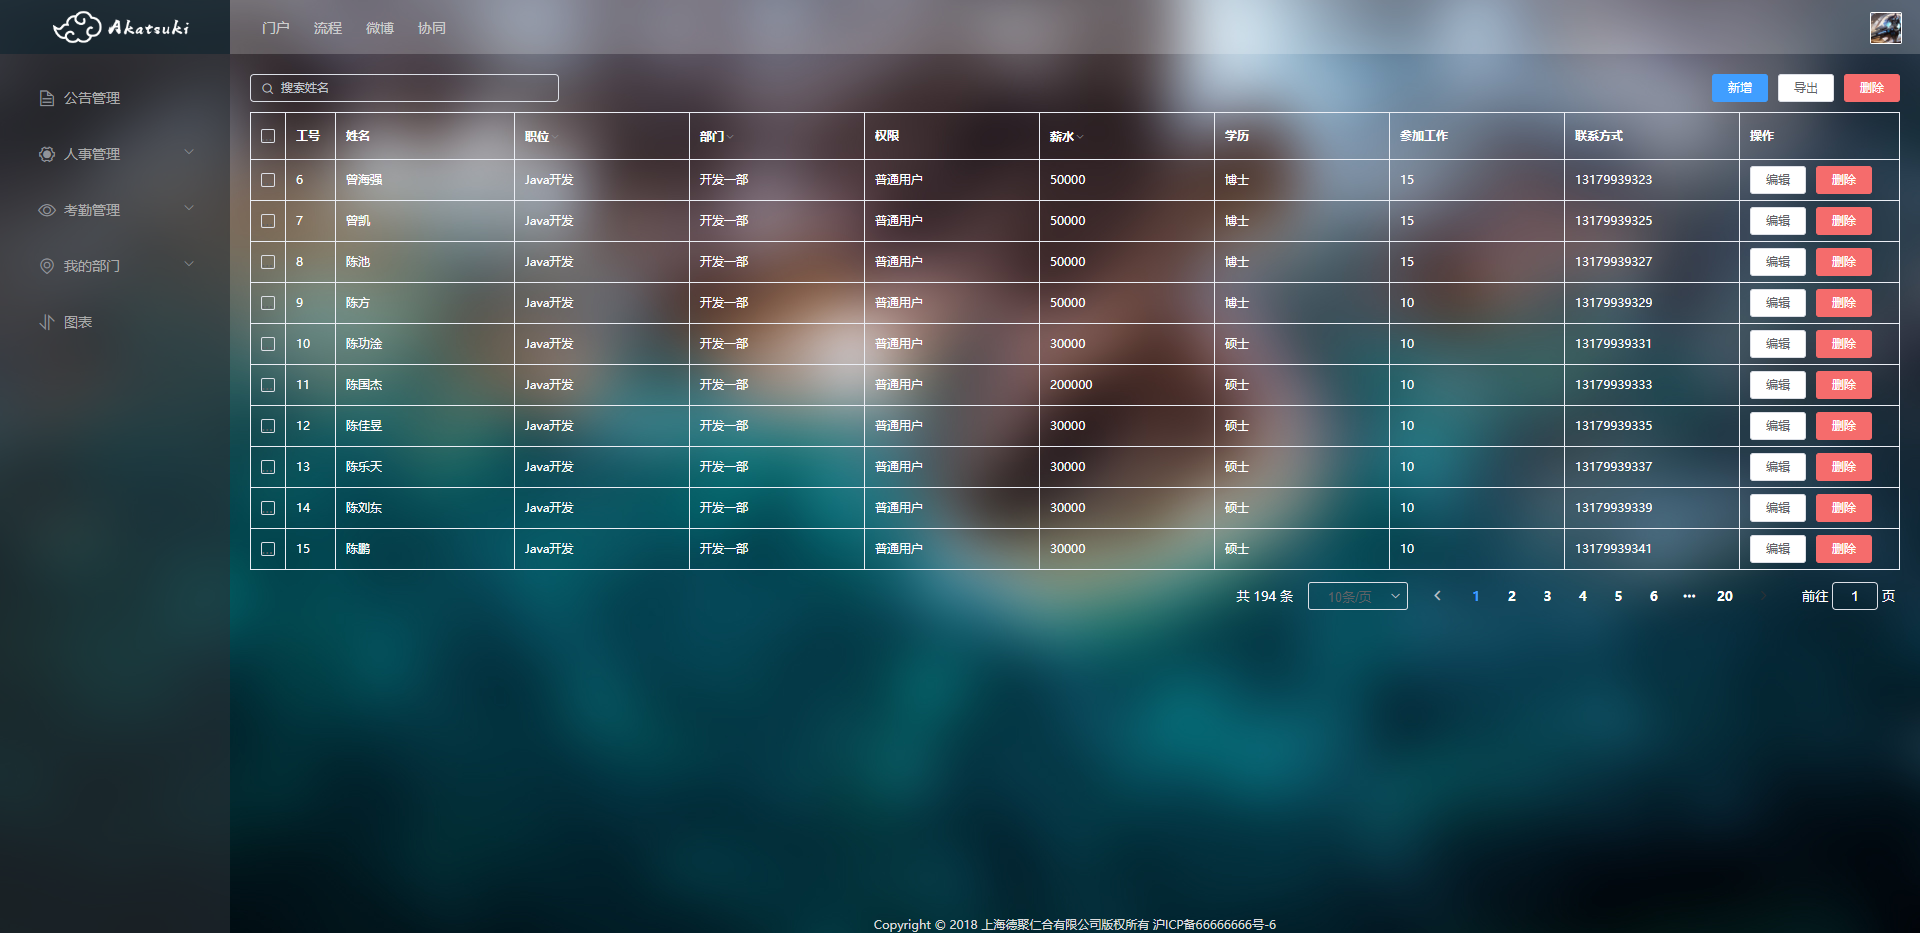 Akatsuki
门户 流程 微博 协同
公告管理
人事管理
考勤管理
我的部门
图表
搜索姓名
新增 导出 删除
工号 姓名 职位 部门 权限 薪水 学历 参加工作 联系方式 操作
6 曾海强 Java开发 开发一部 普通用户 50000 博士 15 13179939323 编辑 删除
7 曾凯 Java开发 开发一部 普通用户 50000 博士 15 13179939325 编辑 删除
8 陈池 Java开发 开发一部 普通用户 50000 博士 15 13179939327 编辑 删除
9 陈方 Java开发 开发一部 普通用户 50000 博士 10 13179939329 编辑 删除
10 陈功淦 Java开发 开发一部 普通用户 30000 硕士 10 13179939331 编辑 删除
11 陈国杰 Java开发 开发一部 普通用户 200000 硕士 10 13179939333 编辑 删除
12 陈佳昱 Java开发 开发一部 普通用户 30000 硕士 10 13179939335 编辑 删除
13 陈乐天 Java开发 开发一部 普通用户 30000 硕士 10 13179939337 编辑 删除
14 陈刘东 Java开发 开发一部 普通用户 30000 硕士 10 13179939339 编辑 删除
15 陈鹏 Java开发 开发一部 普通用户 30000 硕士 10 13179939341 编辑 删除
共 194 条 10条/页 1 2 3 4 5 6 ••• 20 前往 1 页
Copyright © 2018 上海德聚仁合有限公司版权所有 沪ICP备66666666号-6